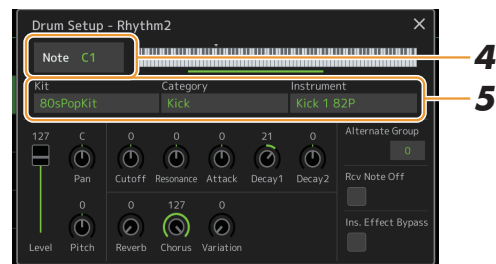 Drum Setup - Rhythm2 ×
Note C1
4
Kit Category Instrument
80sPopKit Kick Kick 1 82P
5
127 C 0 0 0 21 0 Alternate Group
0
Pan Cutoff Resonance Attack Decay1 Decay2 Rcv Note Off
0 0 127 0 Ins. Effect Bypass
Level Pitch Reverb Chorus Variation